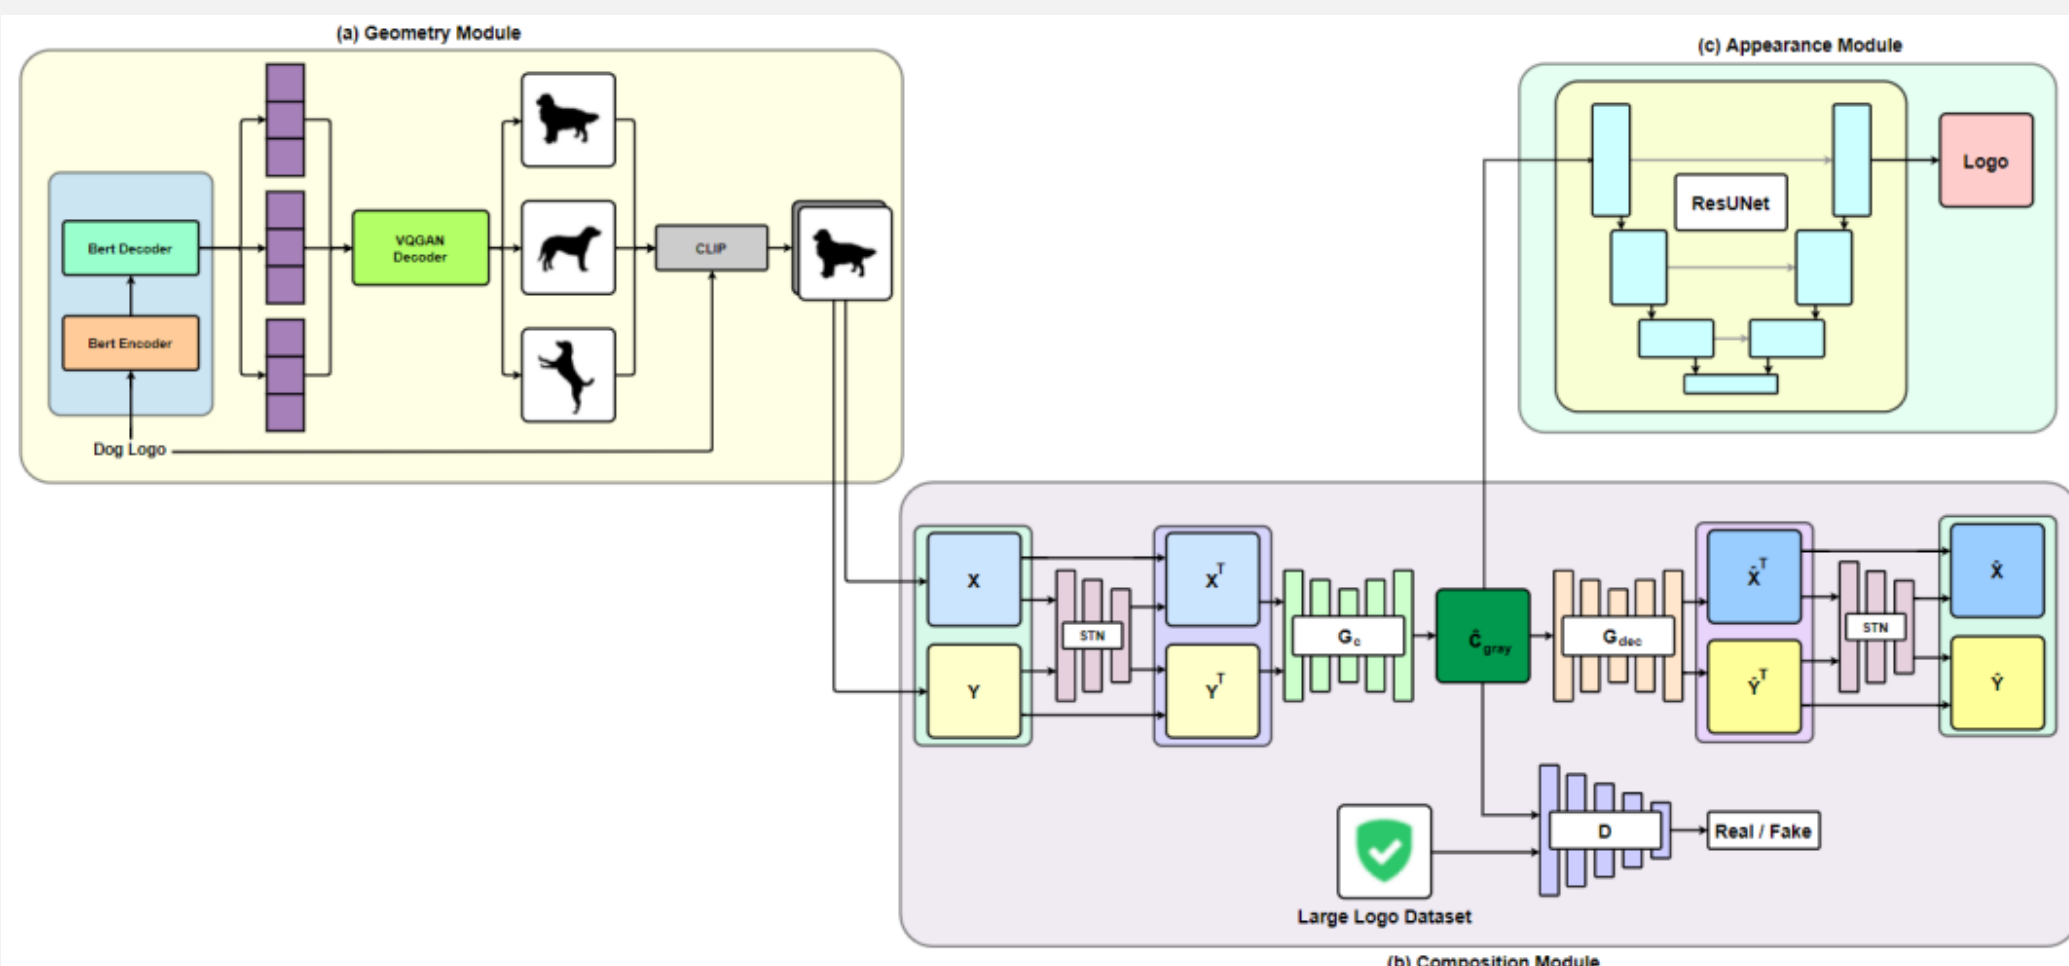 (a) Geometry Module
Bert Decoder
Bert Encoder
Dog Logo
VQGAN
Decoder
CLIP
(c) Appearance Module
ResUNet
Logo
X
Y
STN
X^T
Y^T
G_c
Ĉ_gray
G_dec
X̂^T
Ŷ^T
STN
X̂
Ŷ
D
Real / Fake
Large Logo Dataset
(b) Composition Module